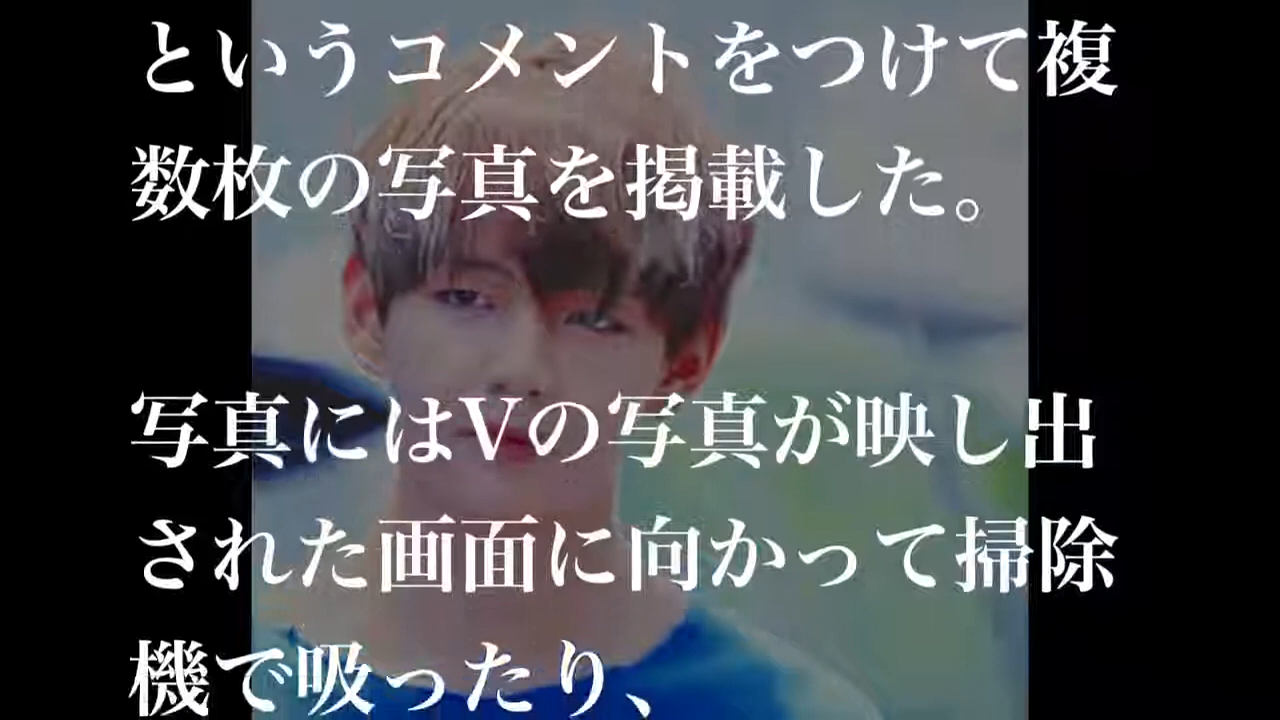 というコメントをつけて複
数枚の写真を掲載した。
写真にはVの写真が映し出
された画面に向かって掃除
機で吸ったり、